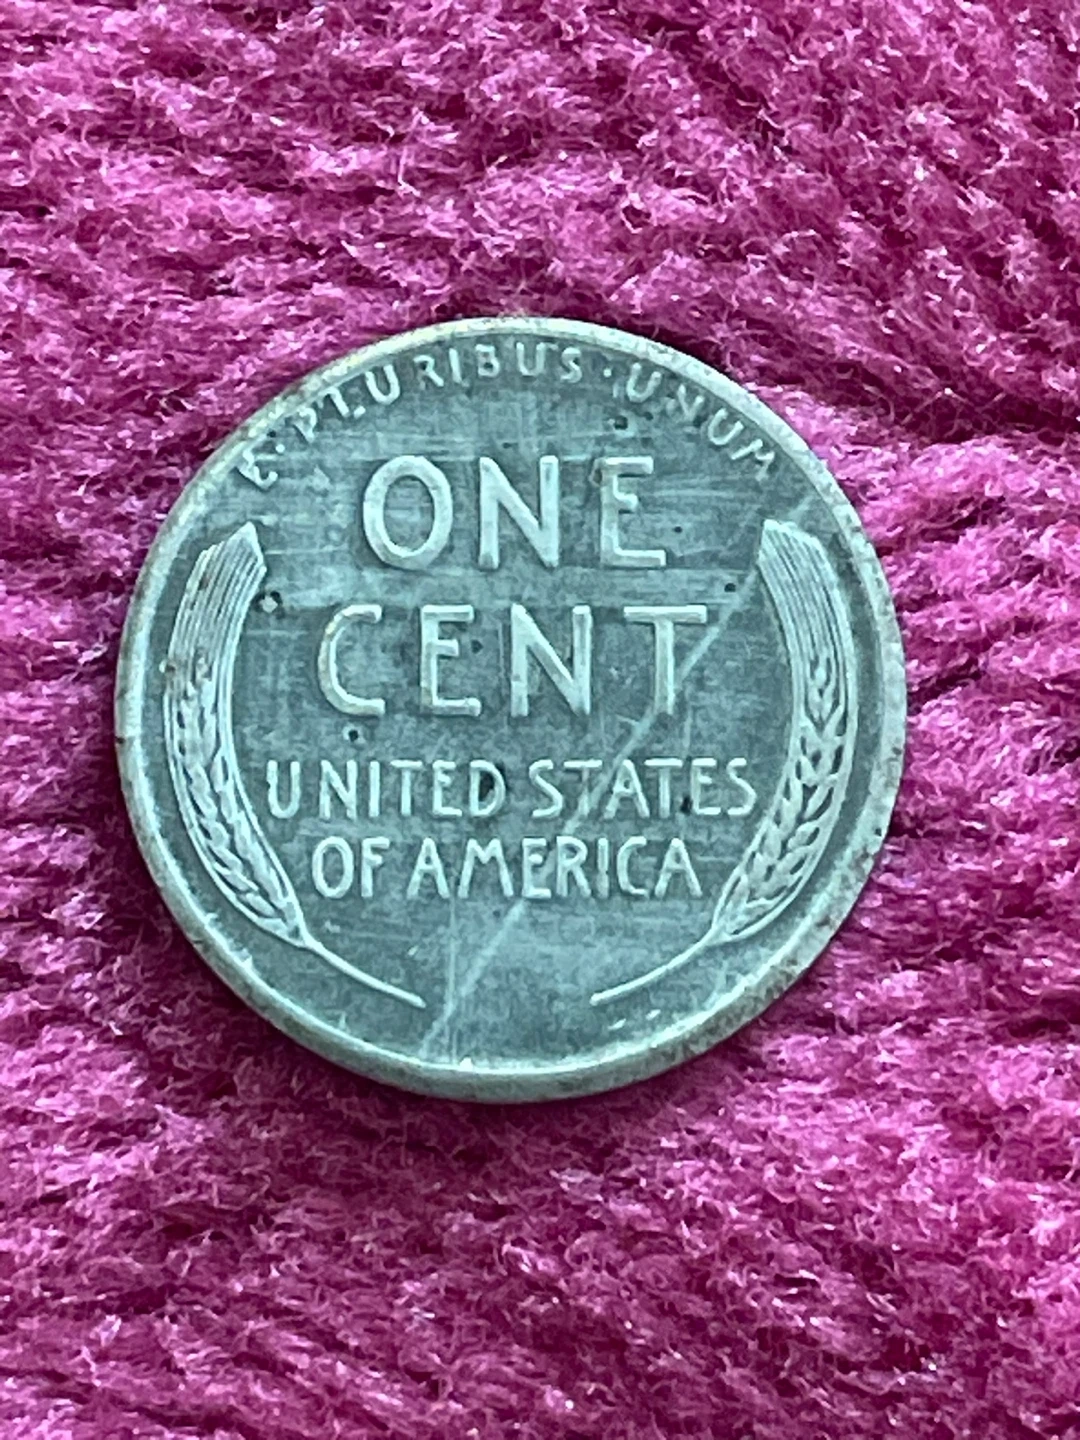 E·PLURIBUS·UNUM
ONE
CENT
UNITED STATES
OF AMERICA